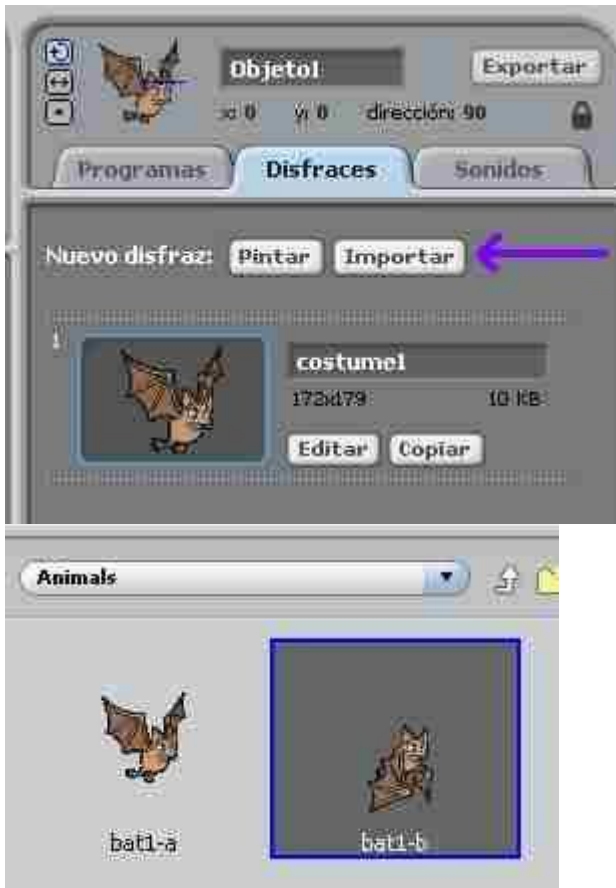 Objeto1 Exportar
x: 0 y: 0 dirección: 90
Programas Disfraces Sonidos
Nuevo disfraz: Pintar Importar
1
costume1
172x179 10 KB
Editar Copiar
Animals
bat1-a bat1-b